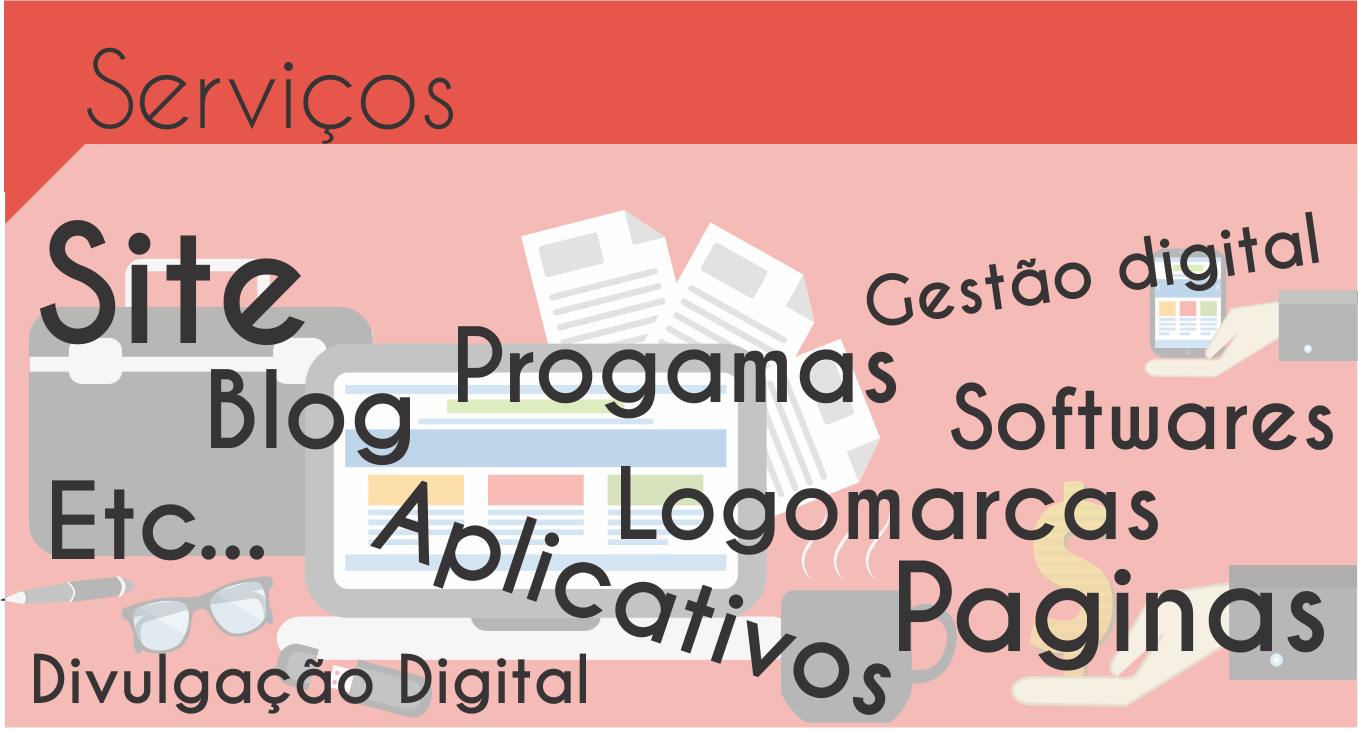 Serviços
Site
Gestão digital
Progamas
Blog
Softwares
Etc...
Logomarcas
Aplicativos
Paginas
Divulgação Digital